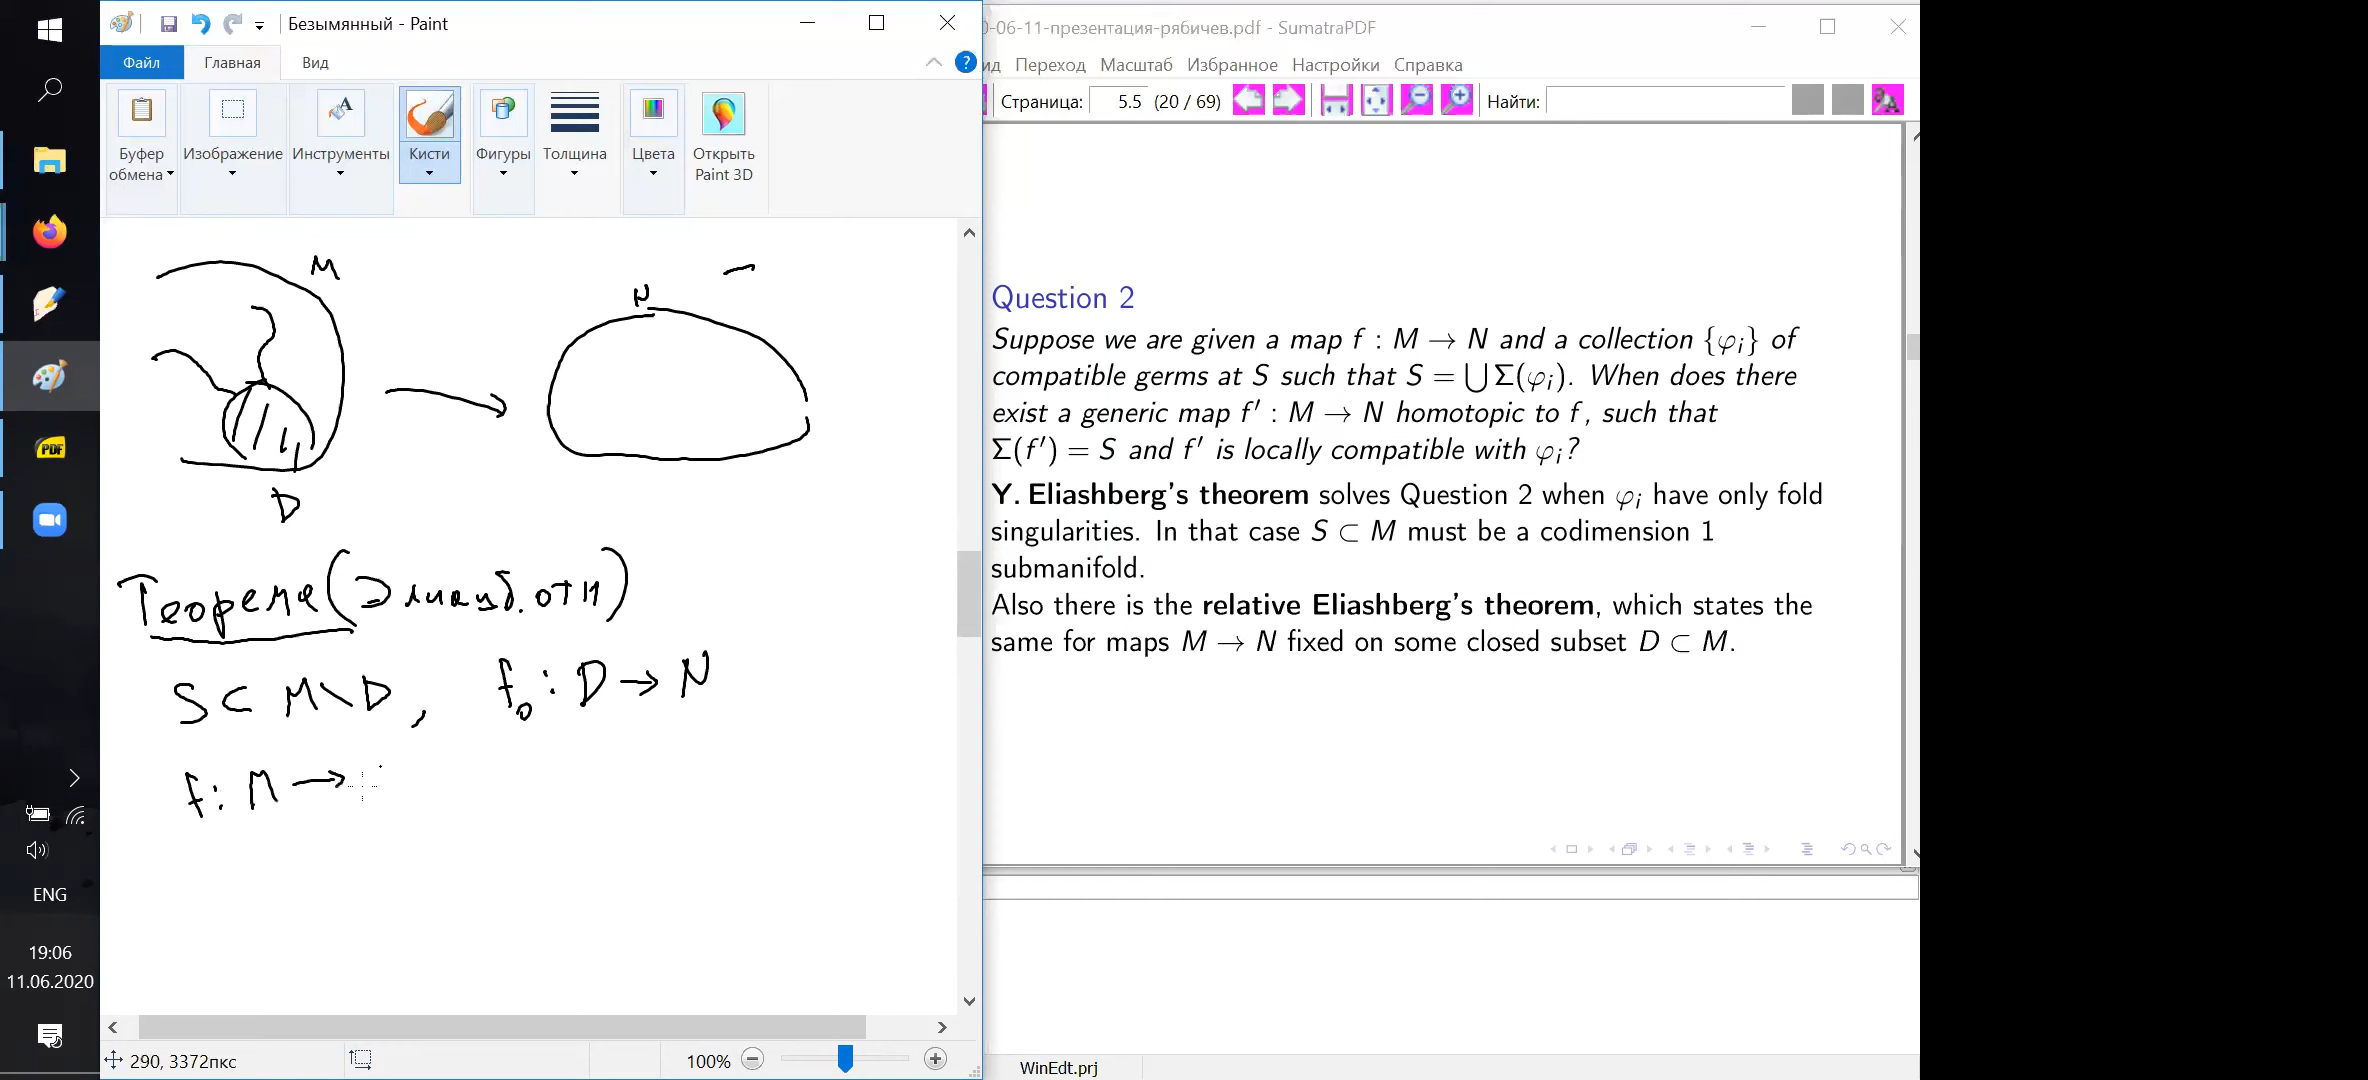 Безымянный - Paint
Файл Главная Вид
Буфер обмена
Изображение
Инструменты
Кисти
Фигуры
Толщина
Цвета
Открыть Paint 3D
M
N
D
Теорема (Элиашб. отн)
S ⊂ M \ D, f₀ : D → N
f : M →
290, 3372пкс
100%
PDF
ENG
19:06
11.06.2020
0-06-11-презентация-рябичев.pdf - SumatraPDF
ид Переход Масштаб Избранное Настройки Справка
Страница: 5.5 (20 / 69) Найти:
Question 2
Suppose we are given a map f : M → N and a collection {φᵢ} of
compatible germs at S such that S = ⋃ Σ(φᵢ). When does there
exist a generic map f′ : M → N homotopic to f, such that
Σ(f′) = S and f′ is locally compatible with φᵢ?
Y. Eliashberg's theorem solves Question 2 when φᵢ have only fold
singularities. In that case S ⊂ M must be a codimension 1
submanifold.
Also there is the relative Eliashberg's theorem, which states the
same for maps M → N fixed on some closed subset D ⊂ M.
WinEdt.prj